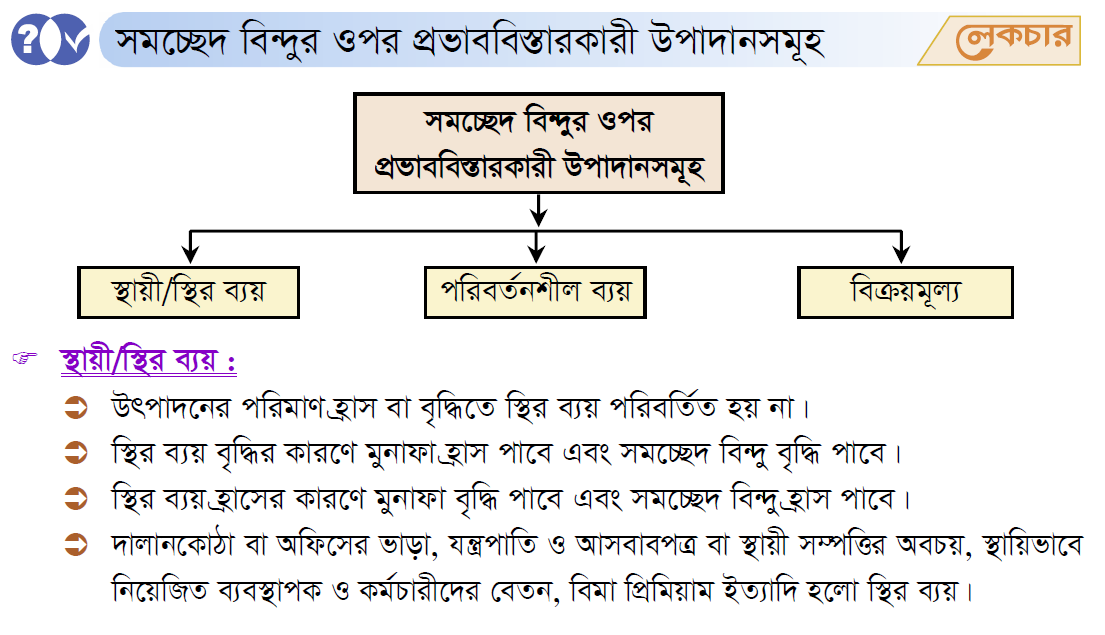 সমচ্ছেদ বিন্দুর ওপর প্রভাববিস্তারকারী উপাদানসমূহ
লেকচার
সমচ্ছেদ বিন্দুর ওপর
প্রভাববিস্তারকারী উপাদানসমূহ
স্থায়ী/স্থির ব্যয়
পরিবর্তনশীল ব্যয়
বিক্রয়মূল্য
স্থায়ী/স্থির ব্যয় :
উৎপাদনের পরিমাণ হ্রাস বা বৃদ্ধিতে স্থির ব্যয় পরিবর্তিত হয় না।
স্থির ব্যয় বৃদ্ধির কারণে মুনাফা হ্রাস পাবে এবং সমচ্ছেদ বিন্দু বৃদ্ধি পাবে।
স্থির ব্যয় হ্রাসের কারণে মুনাফা বৃদ্ধি পাবে এবং সমচ্ছেদ বিন্দু হ্রাস পাবে।
দালানকোঠা বা অফিসের ভাড়া, যন্ত্রপাতি ও আসবাবপত্র বা স্থায়ী সম্পত্তির অবচয়, স্থায়িভাবে
নিয়েজিত ব্যবস্থাপক ও কর্মচারীদের বেতন, বিমা প্রিমিয়াম ইত্যাদি হলো স্থির ব্যয়।